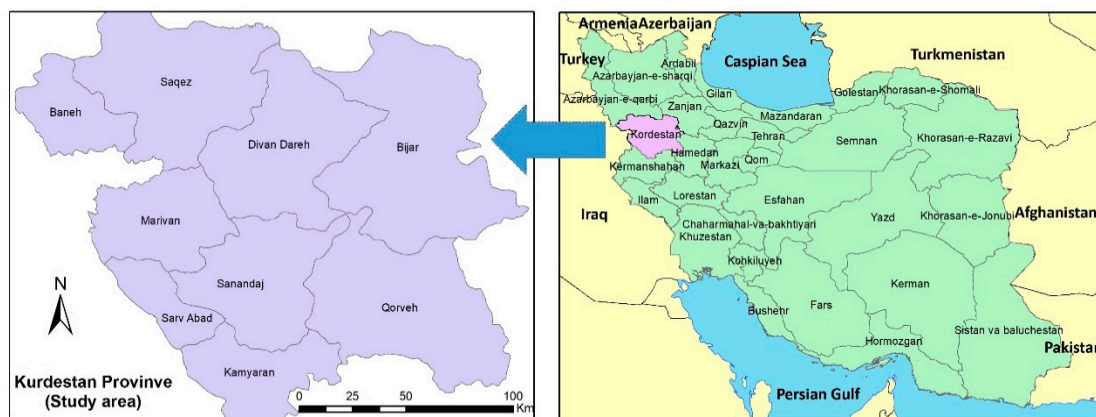 Saqez
Baneh
Divan Dareh
Bijar
Marivan
N
Sanandaj
Qorveh
Sarv Abad
Kamyaran
Kurdestan Provinve
(Study area)
0 25 50 100
Km
Armenia
Azerbaijan
Turkey
Caspian Sea
Turkmenistan
Ardabil
Azarbayjan-e-sharqi
Gilan
Golestan
Khorasan-e-Shomali
Azarbayjan-e-qarbi
Zanjan
Mazandaran
Kordestan
Qazvin
Tehran
Semnan
Khorasan-e-Razavi
Hamedan
Kermanshahan
Markazi
Qom
Ilam
Lorestan
Esfahan
Iraq
Yazd
Khorasan-e-Jonubi
Afghanistan
Chaharmahal-va-bakhtiyari
Khuzestan
Kohkiluyeh
Kerman
Bushehr
Fars
Sistan va baluchestan
Hormozgan
Pakistan
Persian Gulf